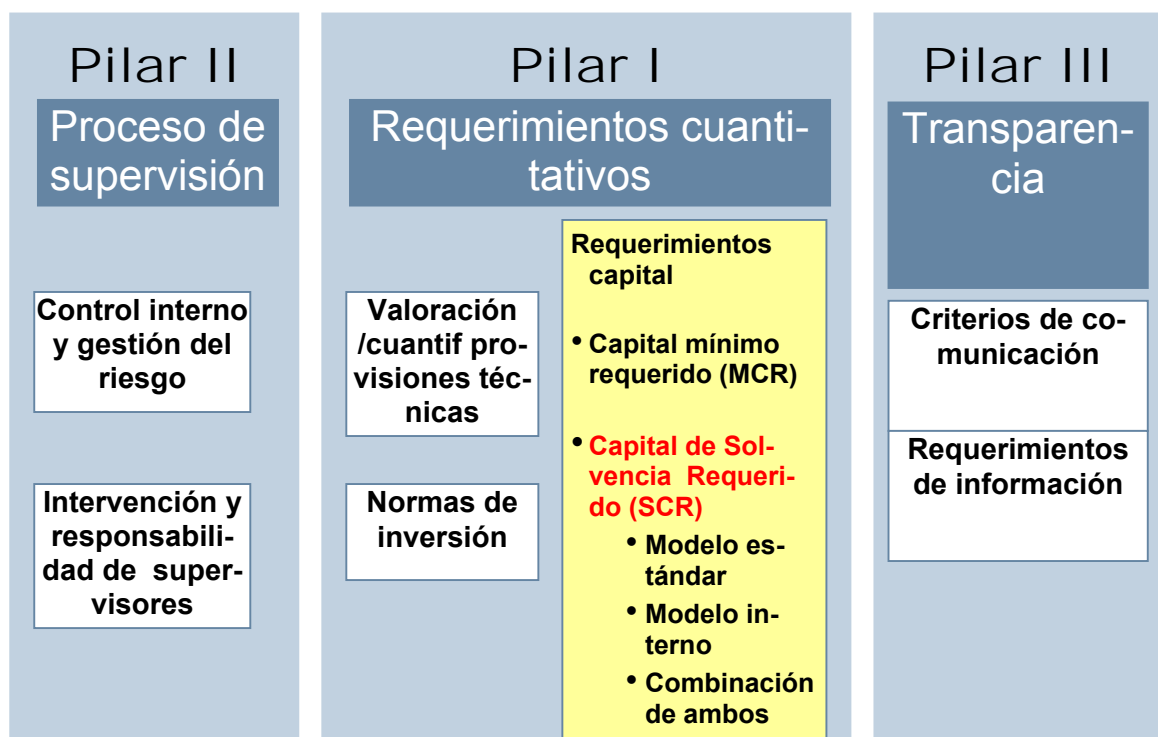 Pilar II
Proceso de
supervisión
Control interno
y gestión del
riesgo
Intervención y
responsabili-
dad de super-
visores
Pilar I
Requerimientos cuanti-
tativos
Valoración
/cuantif pro-
visiones téc-
nicas
Normas de
inversión
Requerimientos
capital
• Capital mínimo
requerido (MCR)
• Capital de Sol-
vencia Requeri-
do (SCR)
• Modelo es-
tándar
• Modelo in-
terno
• Combinación
de ambos
Pilar III
Transparen-
cia
Criterios de co-
municación
Requerimientos
de información